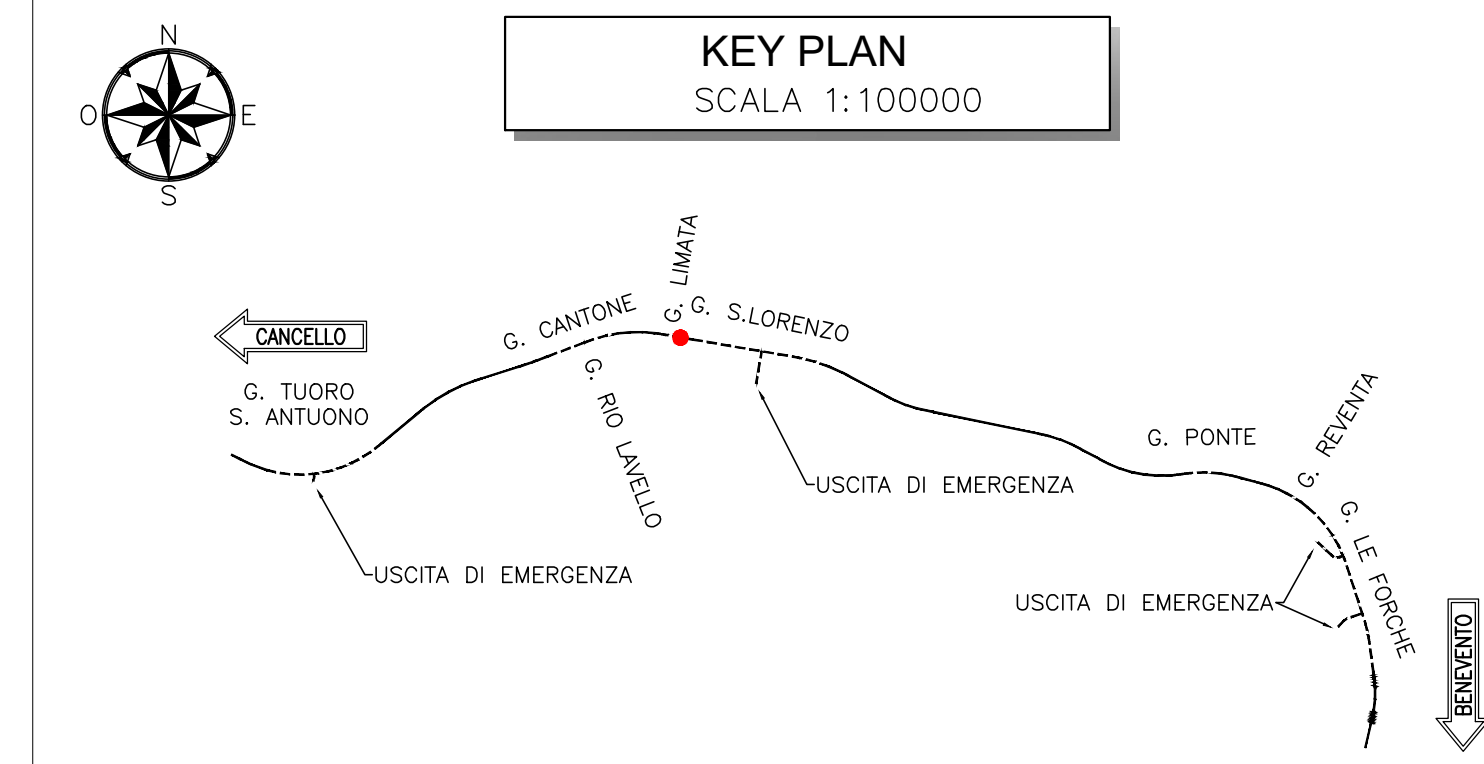 N
O
E
S
KEY PLAN
SCALA 1:100000
CANCELLO
G. TUORO
S. ANTUONO
G. CANTONE
G. RIO LAVELLO
G. LIMATA
G. S.LORENZO
USCITA DI EMERGENZA
USCITA DI EMERGENZA
G. PONTE
G. REVENTA
G. LE FORCHE
USCITA DI EMERGENZA
BENEVENTO